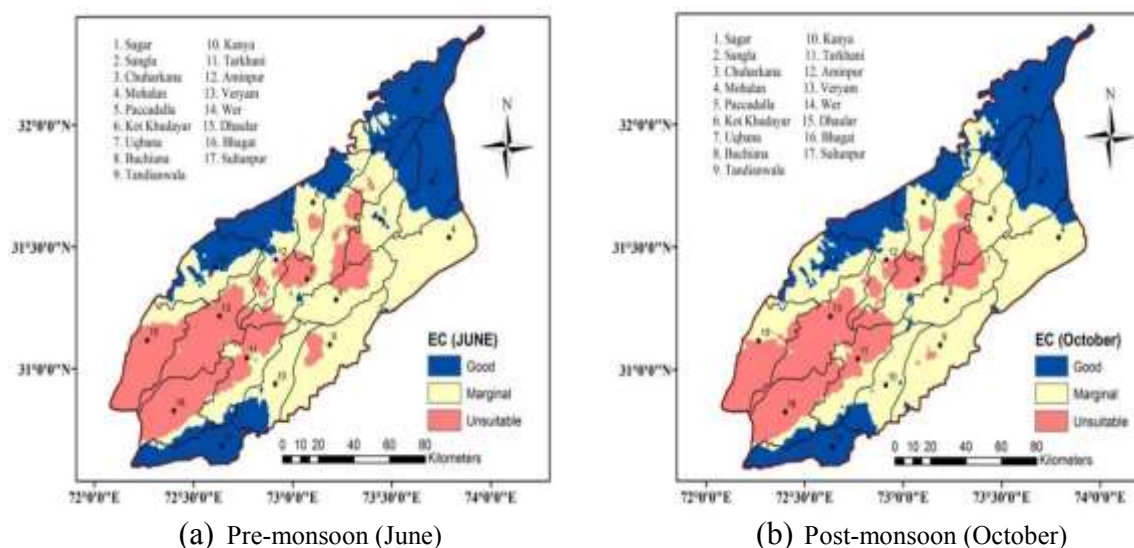 1. Sagar 10. Kanya
2. Sangla 11. Tarkhani
3. Chuharkana 12. Aminpur
4. Mohalan 13. Veryam
5. Paccadalla 14. Wer
6. Kot Khudayar 15. Dhaular
7. Uqbana 16. Bhagat
8. Buchiana 17. Sultanpur
9. Tandianwala
N
32°0'0"N
31°30'0"N
31°0'0"N
EC (JUNE)
Good
Marginal
Unsuitable
0 10 20 40 60 80
Kilometers
72°0'0"E 72°30'0"E 73°0'0"E 73°30'0"E 74°0'0"E
(a) Pre-monsoon (June)
1. Sagar 10. Kanya
2. Sangla 11. Tarkhani
3. Chuharkana 12. Aminpur
4. Mohalan 13. Veryam
5. Paccadalla 14. Wer
6. Kot Khudayar 15. Dhaular
7. Uqbana 16. Bhagat
8. Buchiana 17. Sultanpur
9. Tandianwala
N
32°0'0"N
31°30'0"N
31°0'0"N
EC (October)
Good
Marginal
Unsuitable
0 10 20 40 60 80
Kilometers
72°0'0"E 72°30'0"E 73°0'0"E 73°30'0"E 74°0'0"E
(b) Post-monsoon (October)